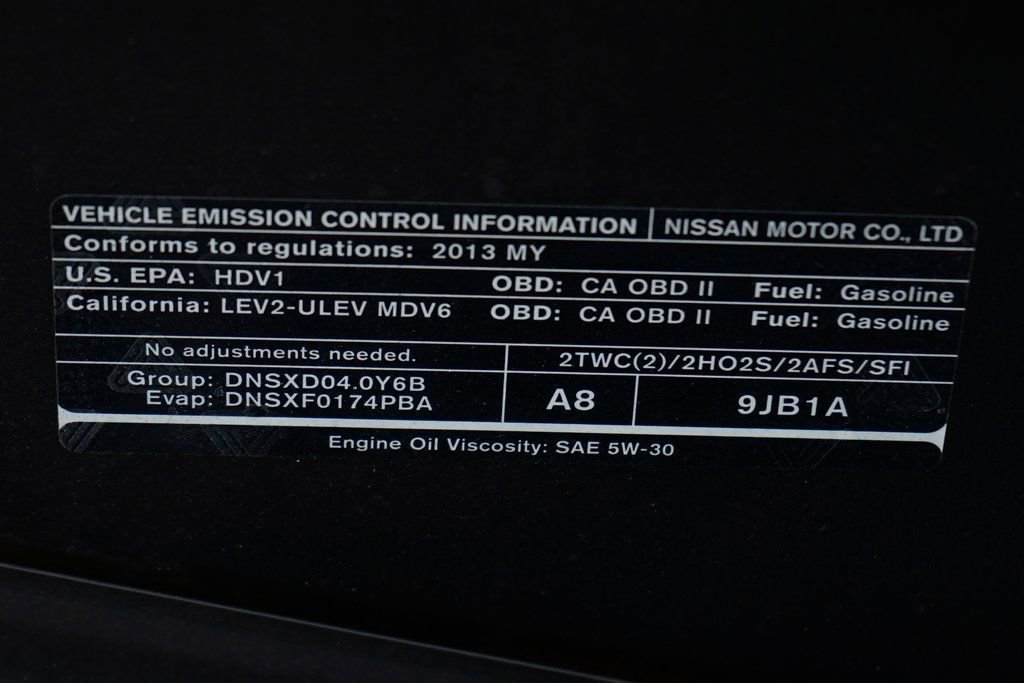 VEHICLE EMISSION CONTROL INFORMATION NISSAN MOTOR CO., LTD
Conforms to regulations: 2013 MY
U.S. EPA: HDV1 OBD: CA OBD II Fuel: Gasoline
California: LEV2-ULEV MDV6 OBD: CA OBD II Fuel: Gasoline
No adjustments needed. 2TWC(2)/2HO2S/2AFS/SFI
Group: DNSXD04.0Y6B
Evap: DNSXF0174PBA
A8 9JB1A
Engine Oil Viscosity: SAE 5W-30